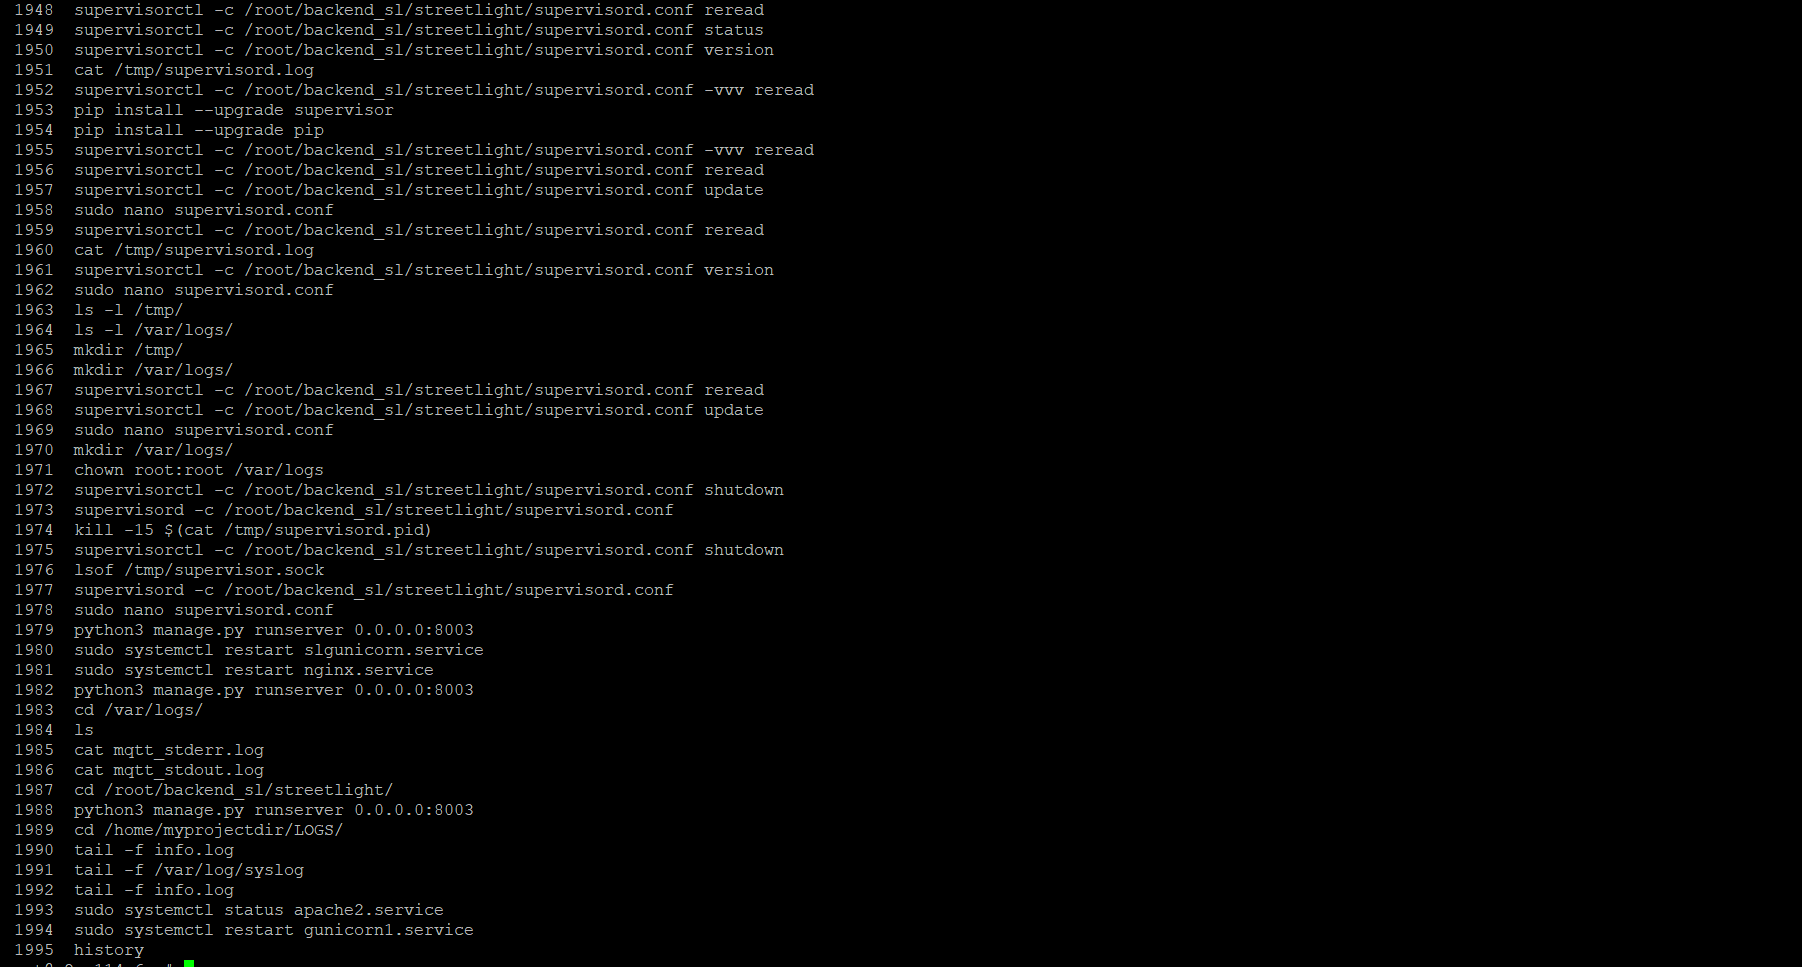 1948  supervisorctl -c /root/backend_sl/streetlight/supervisord.conf reread
1949  supervisorctl -c /root/backend_sl/streetlight/supervisord.conf status
1950  supervisorctl -c /root/backend_sl/streetlight/supervisord.conf version
1951  cat /tmp/supervisord.log
1952  supervisorctl -c /root/backend_sl/streetlight/supervisord.conf -vvv reread
1953  pip install --upgrade supervisor
1954  pip install --upgrade pip
1955  supervisorctl -c /root/backend_sl/streetlight/supervisord.conf -vvv reread
1956  supervisorctl -c /root/backend_sl/streetlight/supervisord.conf reread
1957  supervisorctl -c /root/backend_sl/streetlight/supervisord.conf update
1958  sudo nano supervisord.conf
1959  supervisorctl -c /root/backend_sl/streetlight/supervisord.conf reread
1960  cat /tmp/supervisord.log
1961  supervisorctl -c /root/backend_sl/streetlight/supervisord.conf version
1962  sudo nano supervisord.conf
1963  ls -l /tmp/
1964  ls -l /var/logs/
1965  mkdir /tmp/
1966  mkdir /var/logs/
1967  supervisorctl -c /root/backend_sl/streetlight/supervisord.conf reread
1968  supervisorctl -c /root/backend_sl/streetlight/supervisord.conf update
1969  sudo nano supervisord.conf
1970  mkdir /var/logs/
1971  chown root:root /var/logs
1972  supervisorctl -c /root/backend_sl/streetlight/supervisord.conf shutdown
1973  supervisord -c /root/backend_sl/streetlight/supervisord.conf
1974  kill -15 $(cat /tmp/supervisord.pid)
1975  supervisorctl -c /root/backend_sl/streetlight/supervisord.conf shutdown
1976  lsof /tmp/supervisor.sock
1977  supervisord -c /root/backend_sl/streetlight/supervisord.conf
1978  sudo nano supervisord.conf
1979  python3 manage.py runserver 0.0.0.0:8003
1980  sudo systemctl restart slgunicorn.service
1981  sudo systemctl restart nginx.service
1982  python3 manage.py runserver 0.0.0.0:8003
1983  cd /var/logs/
1984  ls
1985  cat mqtt_stderr.log
1986  cat mqtt_stdout.log
1987  cd /root/backend_sl/streetlight/
1988  python3 manage.py runserver 0.0.0.0:8003
1989  cd /home/myprojectdir/LOGS/
1990  tail -f info.log
1991  tail -f /var/log/syslog
1992  tail -f info.log
1993  sudo systemctl status apache2.service
1994  sudo systemctl restart gunicorn1.service
1995  history